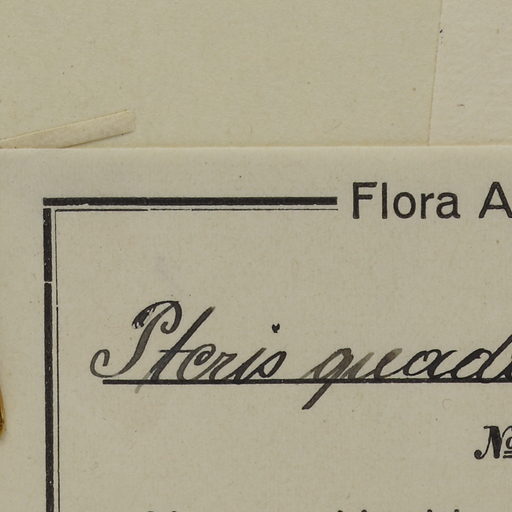 Flora A
Pteris quad
№